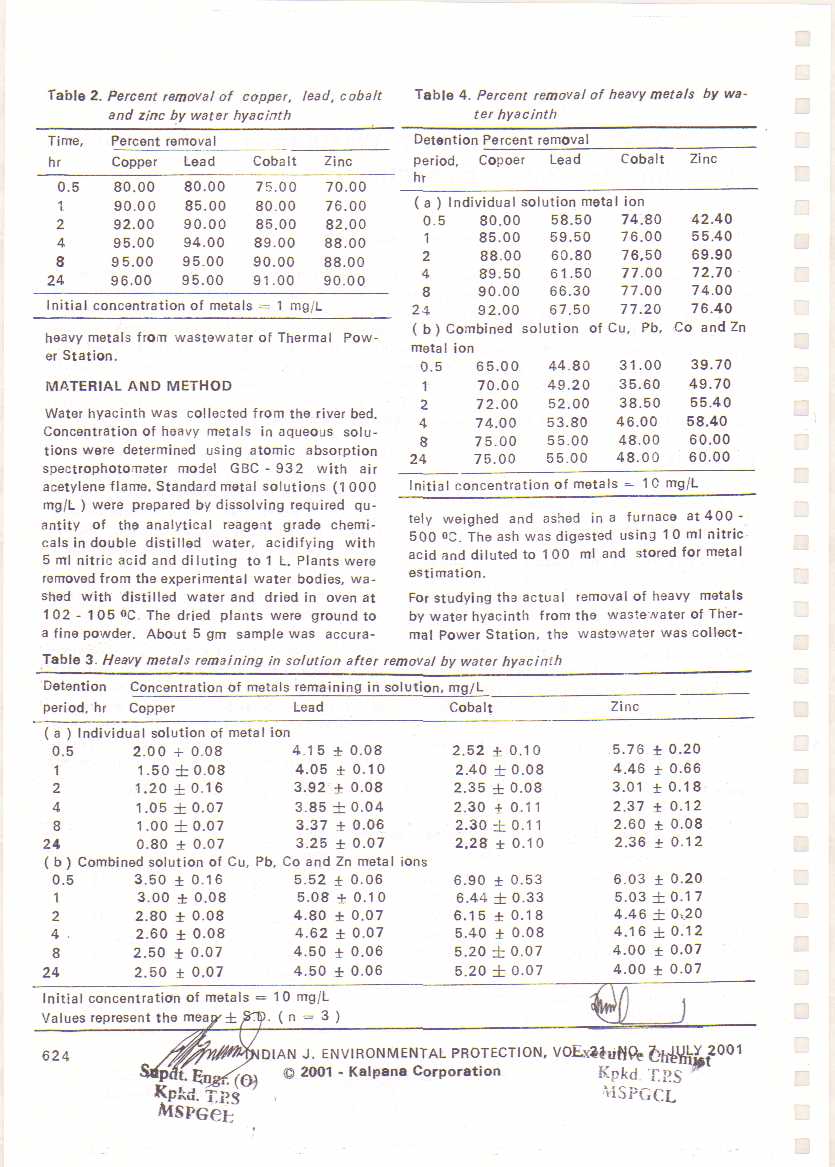 Table 2. Percent removal of copper, lead, cobalt
and zinc by water hyacinth
Time, Percent removal
hr Copper Lead Cobalt Zinc
0.5 80.00 80.00 75.00 70.00
1 90.00 85.00 80.00 76.00
2 92.00 90.00 85.00 82.00
4 95.00 94.00 89.00 88.00
8 95.00 95.00 90.00 88.00
24 96.00 95.00 91.00 90.00
Initial concentration of metals = 1 mg/L
heavy metals from wastewater of Thermal Pow-
er Station.
MATERIAL AND METHOD
Water hyacinth was collected from the river bed.
Concentration of heavy metals in aqueous solu-
tions were determined using atomic absorption
spectrophotometer model GBC - 932 with air
acetylene flame. Standard metal solutions (1000
mg/L ) were prepared by dissolving required qu-
antity of the analytical reagent grade chemi-
cals in double distilled water, acidifying with
5 ml nitric acid and diluting to 1 L. Plants were
removed from the experimental water bodies, wa-
shed with distilled water and dried in oven at
102 - 105 ⁰C. The dried plants were ground to
a fine powder. About 5 gm sample was accura-
Table 4. Percent removal of heavy metals by wa-
ter hyacinth
Detention Percent removal
period, Copoer Lead Cobalt Zinc
hr
( a ) Individual solution metal ion
0.5 80.00 58.50 74.80 42.40
1 85.00 59.50 76.00 55.40
2 88.00 60.80 76,50 69.90
4 89.50 61.50 77.00 72.70
8 90.00 66.30 77.00 74.00
24 92.00 67.50 77.20 76.40
( b ) Combined solution of Cu, Pb, Co and Zn
metal ion
0.5 65.00 44.80 31.00 39.70
1 70.00 49.20 35.60 49.70
2 72.00 52.00 38.50 55.40
4 74.00 53.80 46.00 58.40
8 75.00 55.00 48.00 60.00
24 75.00 55.00 48.00 60.00
Initial concentration of metals = 10 mg/L
tely weighed and ashed in a furnace at 400 -
500 ⁰C. The ash was digested using 10 ml nitric
acid and diluted to 100 ml and stored for metal
estimation.
For studying the actual removal of heavy metals
by water hyacinth from the wastewater of Ther-
mal Power Station, the wastewater was collect-
Table 3. Heavy metals remaining in solution after removal by water hyacinth
Detention Concentration of metals remaining in solution, mg/L
period, hr Copper Lead Cobalt Zinc
( a ) Individual solution of metal ion
0.5 2.00 + 0.08 4.15 ± 0.08 2.52 ± 0.10 5.76 ± 0.20
1 1.50 ± 0.08 4.05 ± 0.10 2.40 ± 0.08 4.46 ± 0.66
2 1.20 ± 0.16 3.92 ± 0.08 2.35 ± 0.08 3.01 ± 0.18
4 1.05 ± 0.07 3.85 ± 0.04 2.30 ± 0.11 2.37 ± 0.12
8 1.00 ± 0.07 3.37 ± 0.06 2.30 ± 0.11 2.60 ± 0.08
24 0.80 ± 0.07 3.25 ± 0.07 2,28 ± 0.10 2.36 ± 0.12
( b ) Combined solution of Cu, Pb, Co and Zn metal ions
0.5 3.50 ± 0.16 5.52 ± 0.06 6.90 ± 0.53 6.03 ± 0.20
1 3.00 ± 0.08 5.08 ± 0.10 6.44 ± 0.33 5.03 ± 0.17
2 2.80 ± 0.08 4.80 ± 0.07 6.15 ± 0.18 4.46 ± 0.20
4 2.60 ± 0.08 4.62 ± 0.07 5.40 ± 0.08 4.16 ± 0.12
8 2.50 ± 0.07 4.50 ± 0.06 5.20 ± 0.07 4.00 ± 0.07
24 2.50 ± 0.07 4.50 ± 0.06 5.20 ± 0.07 4.00 ± 0.07
Initial concentration of metals = 10 mg/L
Values represent the mean ± S.D. ( n = 3 )
624 INDIAN J. ENVIRONMENTAL PROTECTION, VOL. 21, NO. 7, JULY 2001
© 2001 - Kalpana Corporation
Supdt. Engr. (O)
Kpkd. T.P.S
MSPGCL
Executive Chemist
Kpkd. T.P.S
MSPGCL